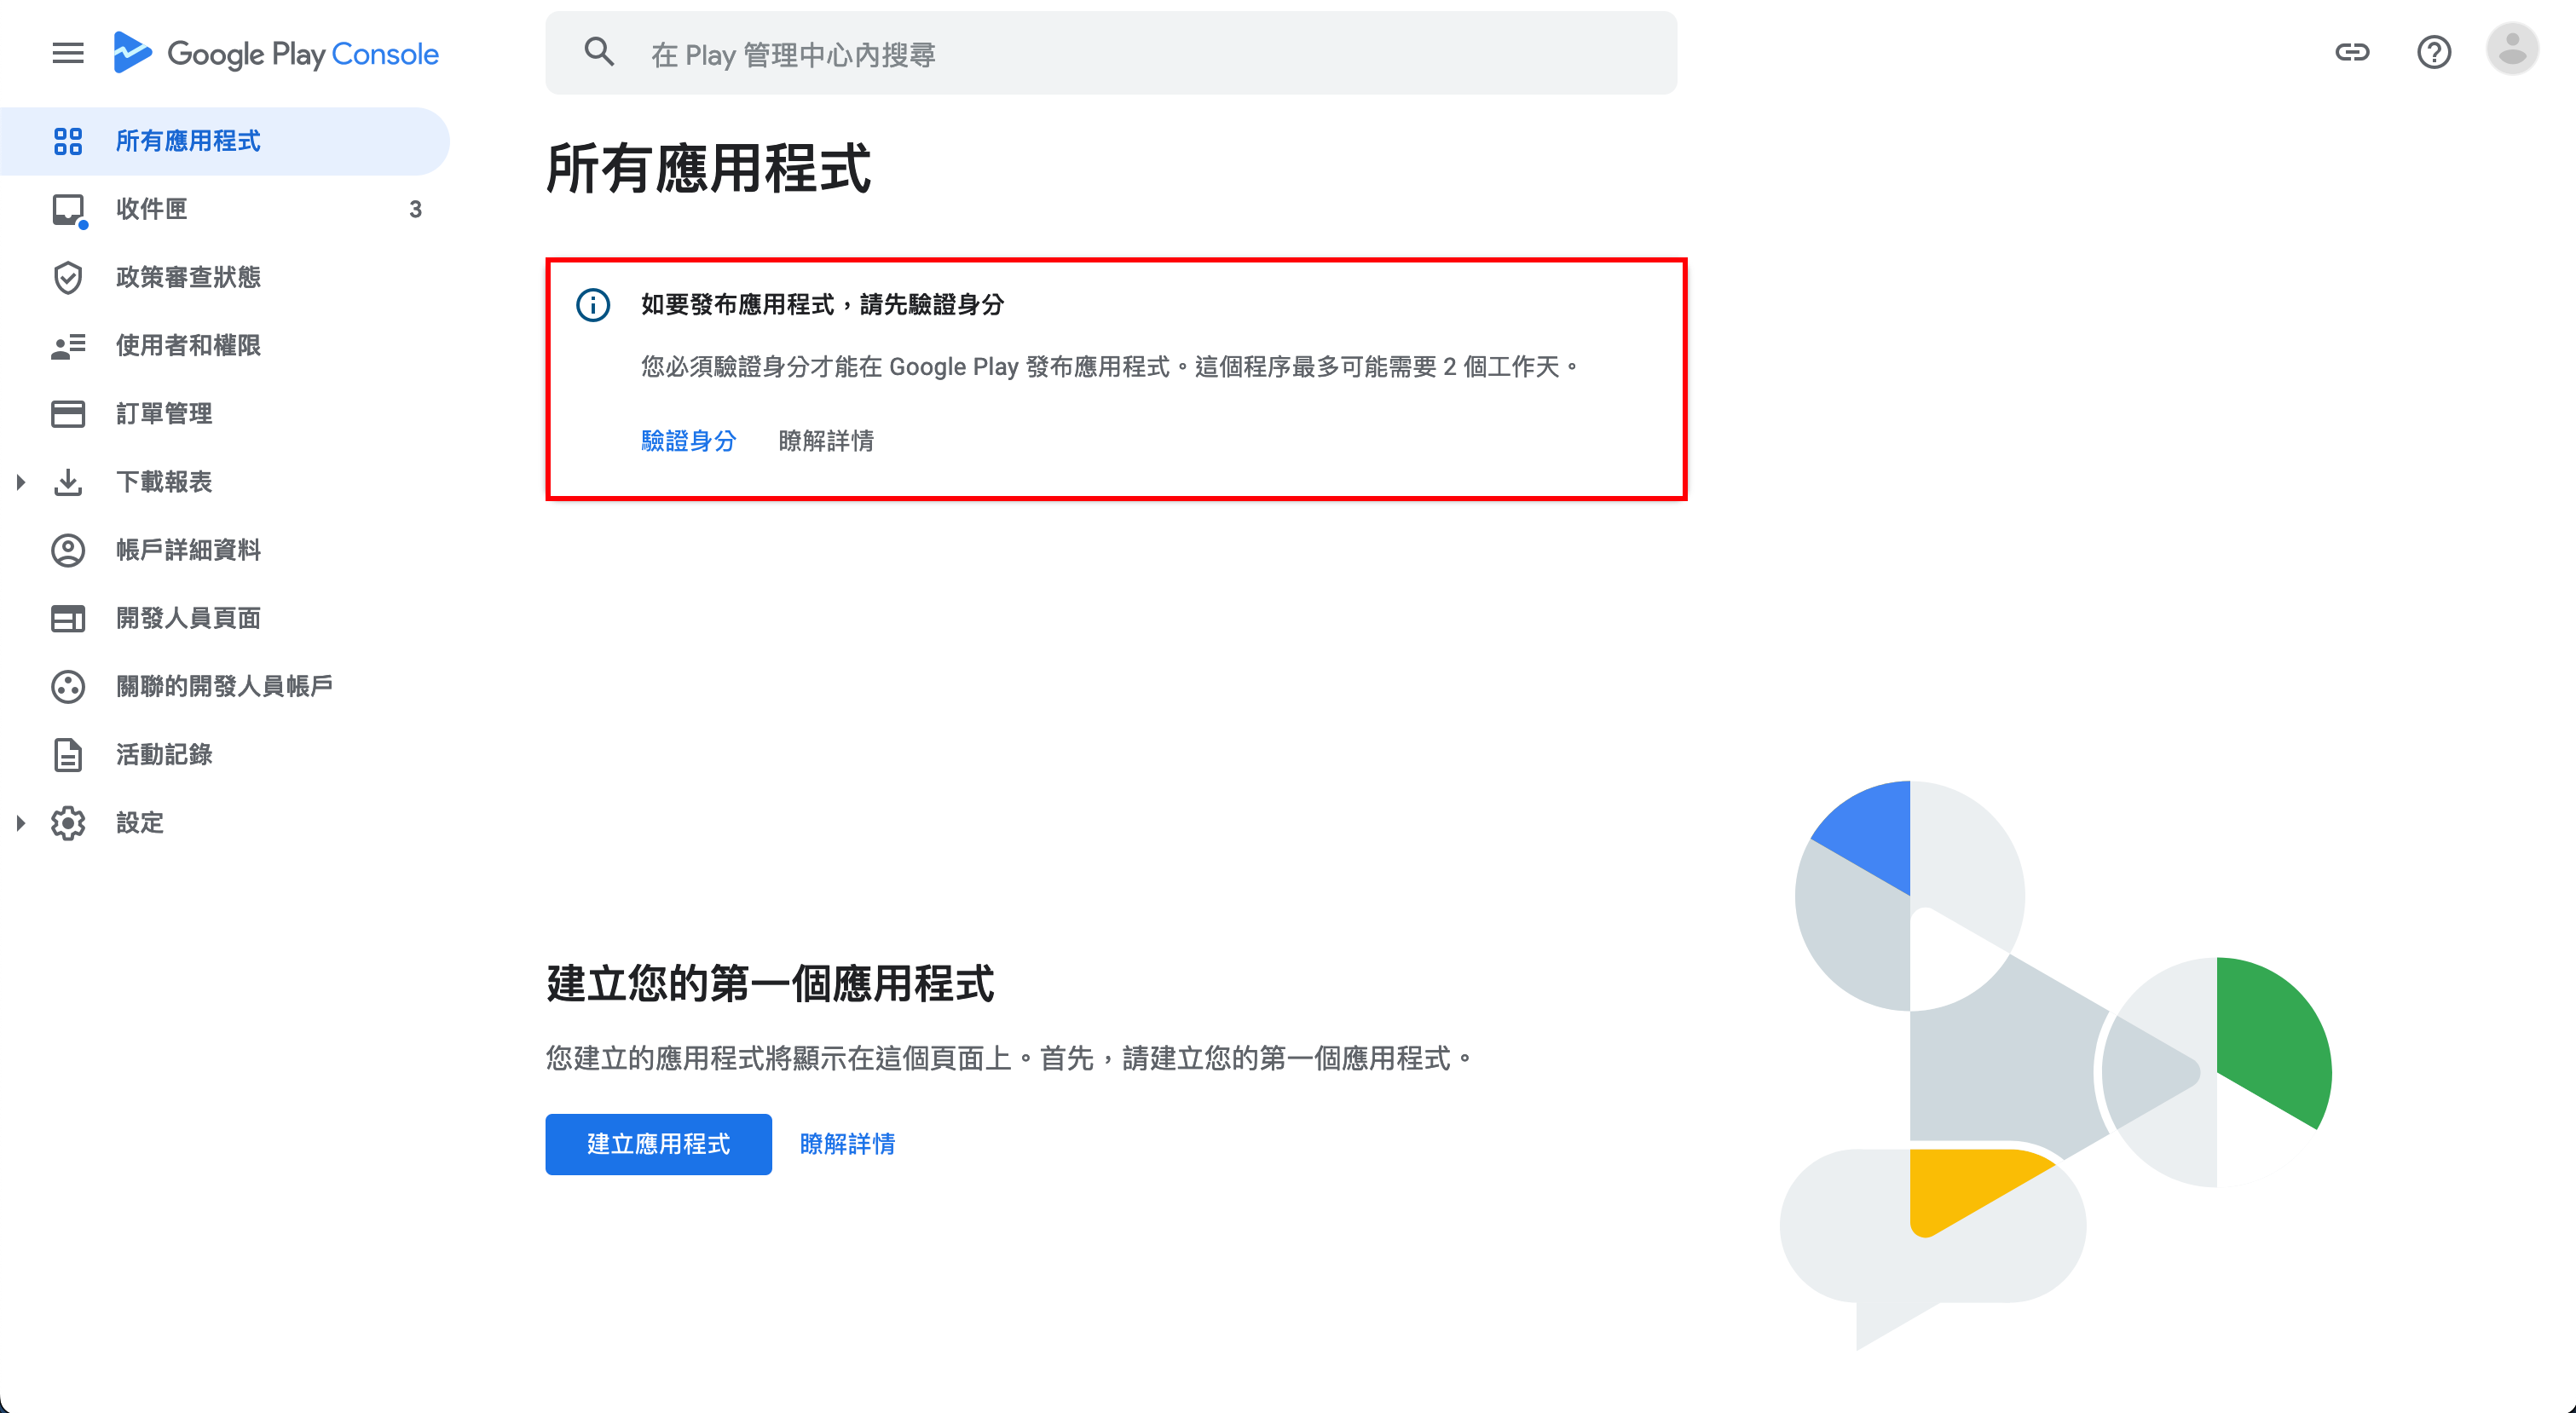 Google Play Console
在 Play 管理中心內搜尋
所有應用程式
收件匣 3
政策審查狀態
使用者和權限
訂單管理
下載報表
帳戶詳細資料
開發人員頁面
關聯的開發人員帳戶
活動記錄
設定
所有應用程式
如要發布應用程式，請先驗證身分
您必須驗證身分才能在 Google Play 發布應用程式。這個程序最多可能需要 2 個工作天。
驗證身分 瞭解詳情
建立您的第一個應用程式
您建立的應用程式將顯示在這個頁面上。首先，請建立您的第一個應用程式。
建立應用程式 瞭解詳情